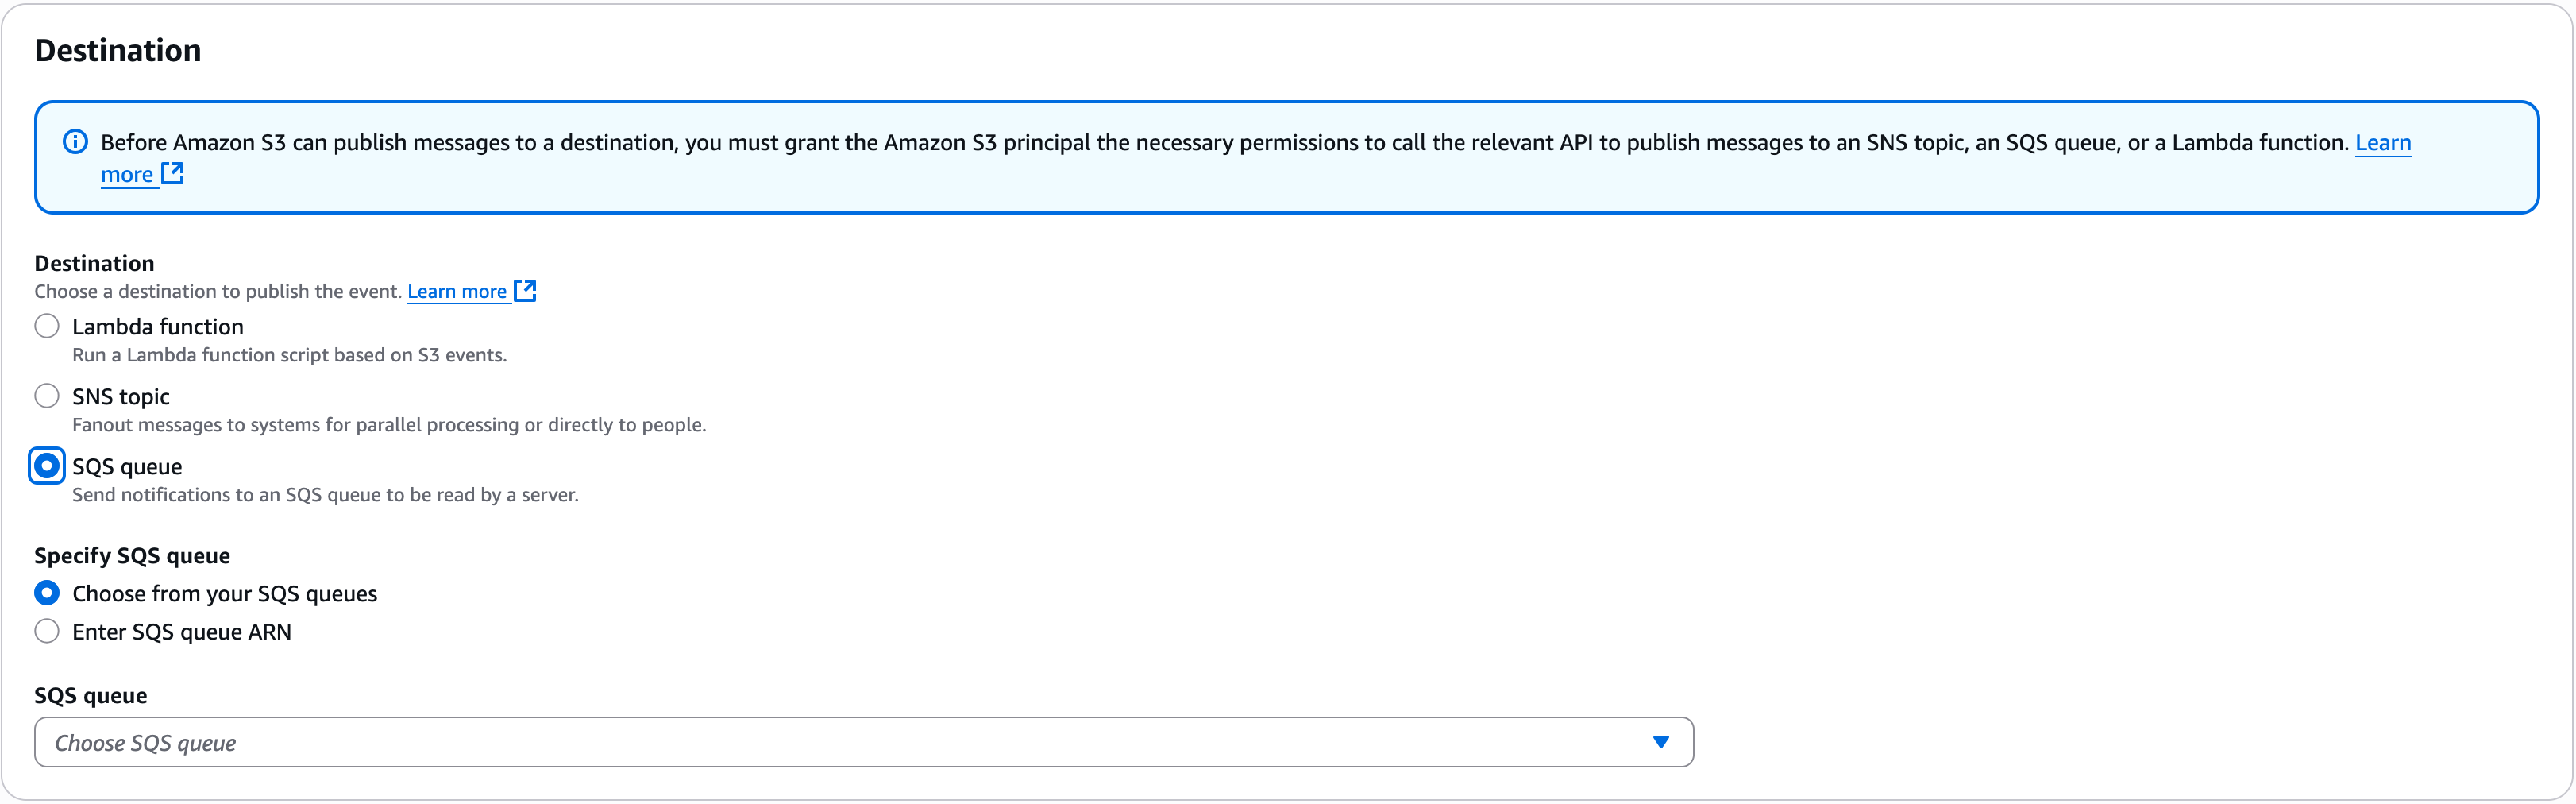 Destination
Before Amazon S3 can publish messages to a destination, you must grant the Amazon S3 principal the necessary permissions to call the relevant API to publish messages to an SNS topic, an SQS queue, or a Lambda function. Learn
more
Destination
Choose a destination to publish the event. Learn more
Lambda function
Run a Lambda function script based on S3 events.
SNS topic
Fanout messages to systems for parallel processing or directly to people.
SQS queue
Send notifications to an SQS queue to be read by a server.
Specify SQS queue
Choose from your SQS queues
Enter SQS queue ARN
SQS queue
Choose SQS queue